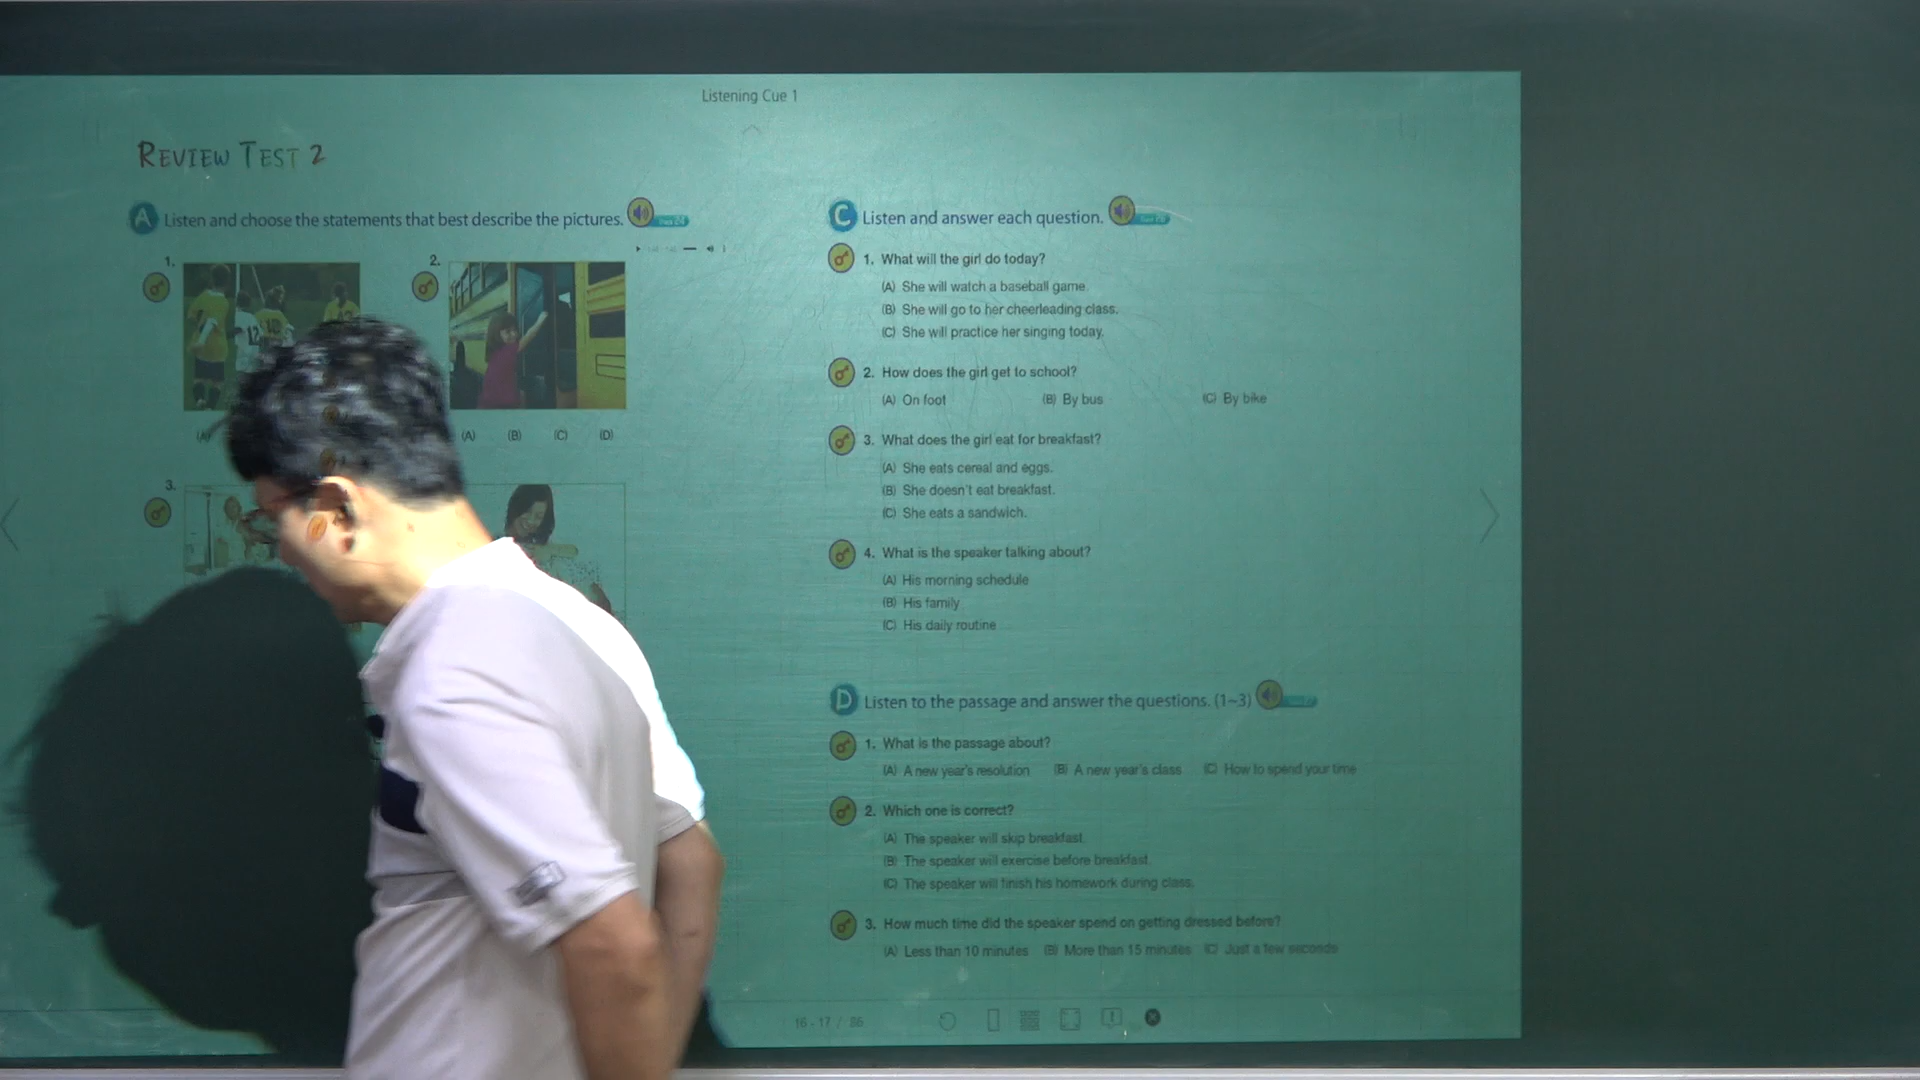 Listening Cue 1
REVIEW TEST 2
A Listen and choose the statements that best describe the pictures.
1.
2.
12
10
(A)
(A) (B) (C) (D)
3.
C Listen and answer each question.
1. What will the girl do today?
(A) She will watch a baseball game.
(B) She will go to her cheerleading class.
(C) She will practice her singing today.
2. How does the girl get to school?
(A) On foot (B) By bus (C) By bike
3. What does the girl eat for breakfast?
(A) She eats cereal and eggs.
(B) She doesn't eat breakfast.
(C) She eats a sandwich.
4. What is the speaker talking about?
(A) His morning schedule
(B) His family
(C) His daily routine
D Listen to the passage and answer the questions. (1~3)
1. What is the passage about?
(A) A new year's resolution (B) A new year's class (C) How to spend your time
2. Which one is correct?
(A) The speaker will skip breakfast.
(B) The speaker will exercise before breakfast.
(C) The speaker will finish his homework during class.
3. How much time did the speaker spend on getting dressed before?
(A) Less than 10 minutes (B) More than 15 minutes (C) Just a few seconds
16 - 17 / 86